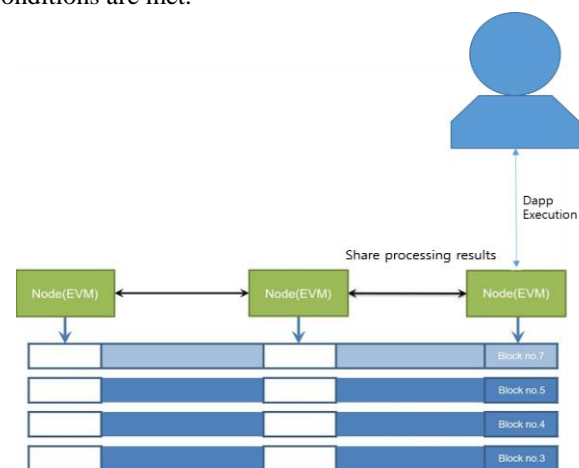 onditions are met.
Dapp
Execution
Share processing results
Node(EVM)
Node(EVM)
Node(EVM)
Block no.7
Block no.5
Block no.4
Block no.3